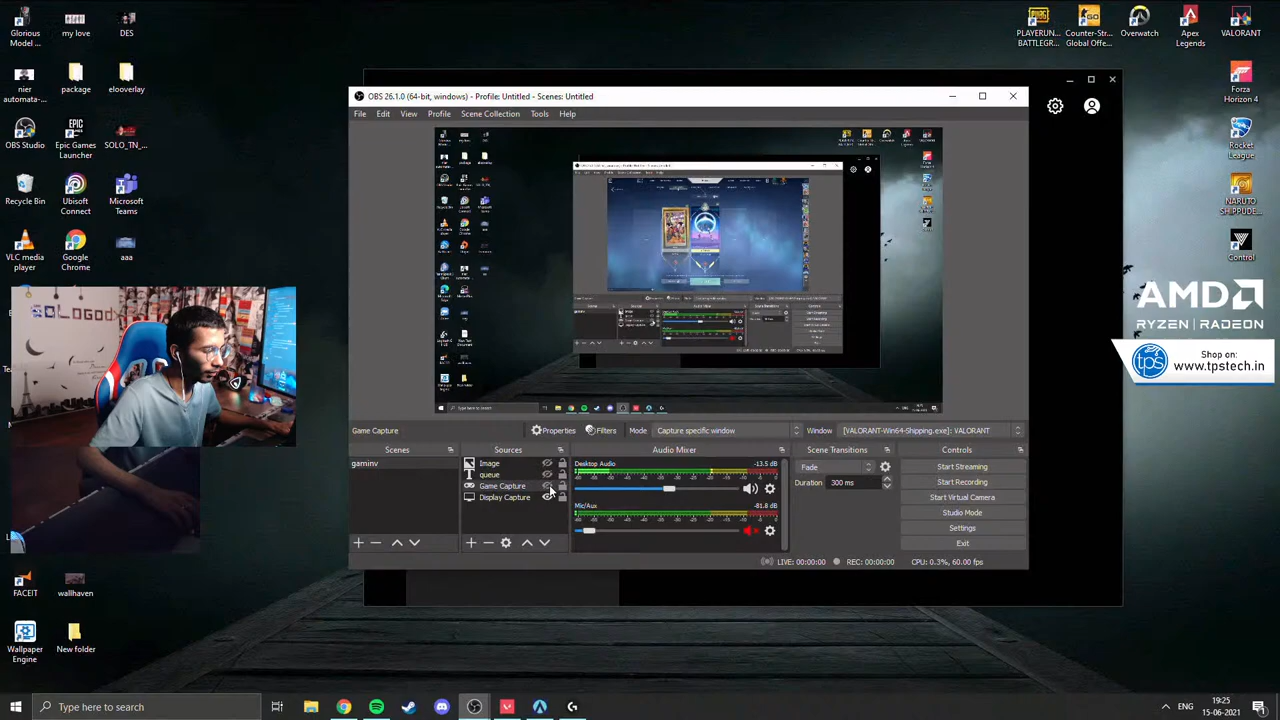 Glorious Model ...
my love
DES
PLAYERUN... BATTLEGR...
Counter-Str... Global Offe...
Overwatch
Apex Legends
VALORANT
nier automata-...
package
elooverlay
Forza Horizon 4
OBS Studio
Epic Games Launcher
SOLO_TN_...
Rocket League
Recycle Bin
Ubisoft Connect
Microsoft Teams
NARUTO SHIPPUDE...
VLC media player
Google Chrome
aaa
Control
OBS 26.1.0 (64-bit, windows) - Profile: Untitled - Scenes: Untitled
File Edit View Profile Scene Collection Tools Help
AMD
RYZEN | RADEON
tps
Shop on:
www.tpstech.in
Game Capture
Properties
Filters
Mode
Capture specific window
Window
[VALORANT-Win64-Shipping.exe]: VALORANT
Scenes
Sources
Audio Mixer
Scene Transitions
Controls
gaminv
Image
queue
Game Capture
Display Capture
Desktop Audio
-13.5 dB
Mic/Aux
-81.8 dB
Fade
Duration
300 ms
Start Streaming
Start Recording
Start Virtual Camera
Studio Mode
Settings
Exit
LIVE: 00:00:00
REC: 00:00:00
CPU: 0.3%, 60.00 fps
FACEIT
wallhaven
Wallpaper Engine
New folder
Type here to search
ENG
19:25
15-06-2021